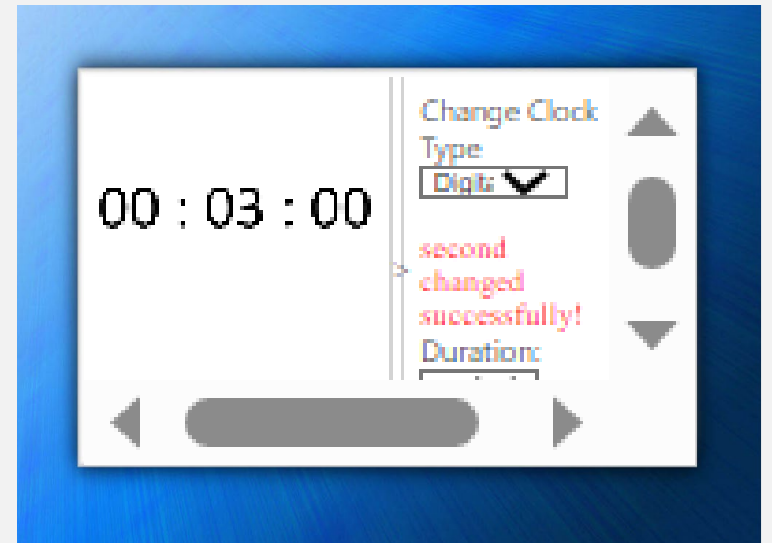 00 : 03 : 00
Change Clock
Type
second
changed
successfully!
Duration: